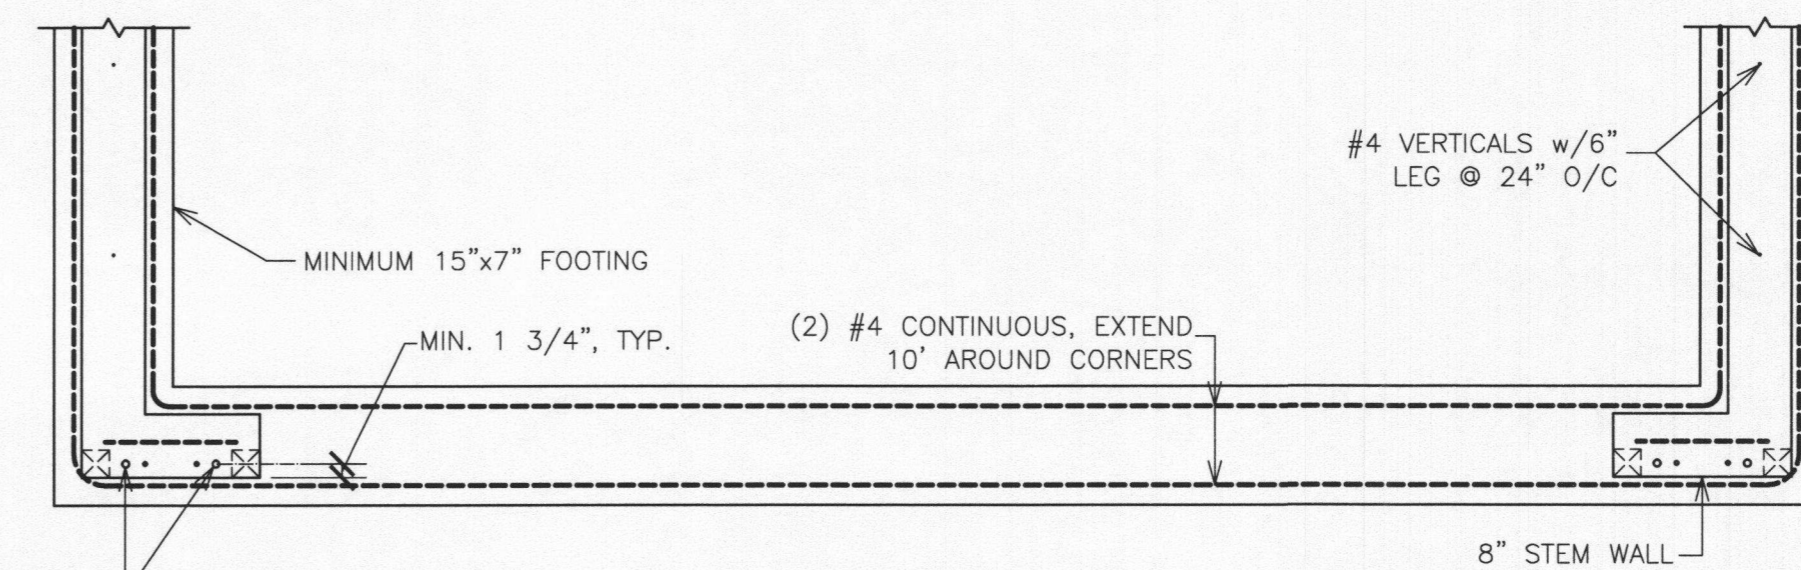 #4 VERTICALS w/6”
LEG @ 24” O/C
MINIMUM 15”x7” FOOTING
MIN. 1 3/4”, TYP.
(2) #4 CONTINUOUS, EXTEND
10’ AROUND CORNERS
8” STEM WALL